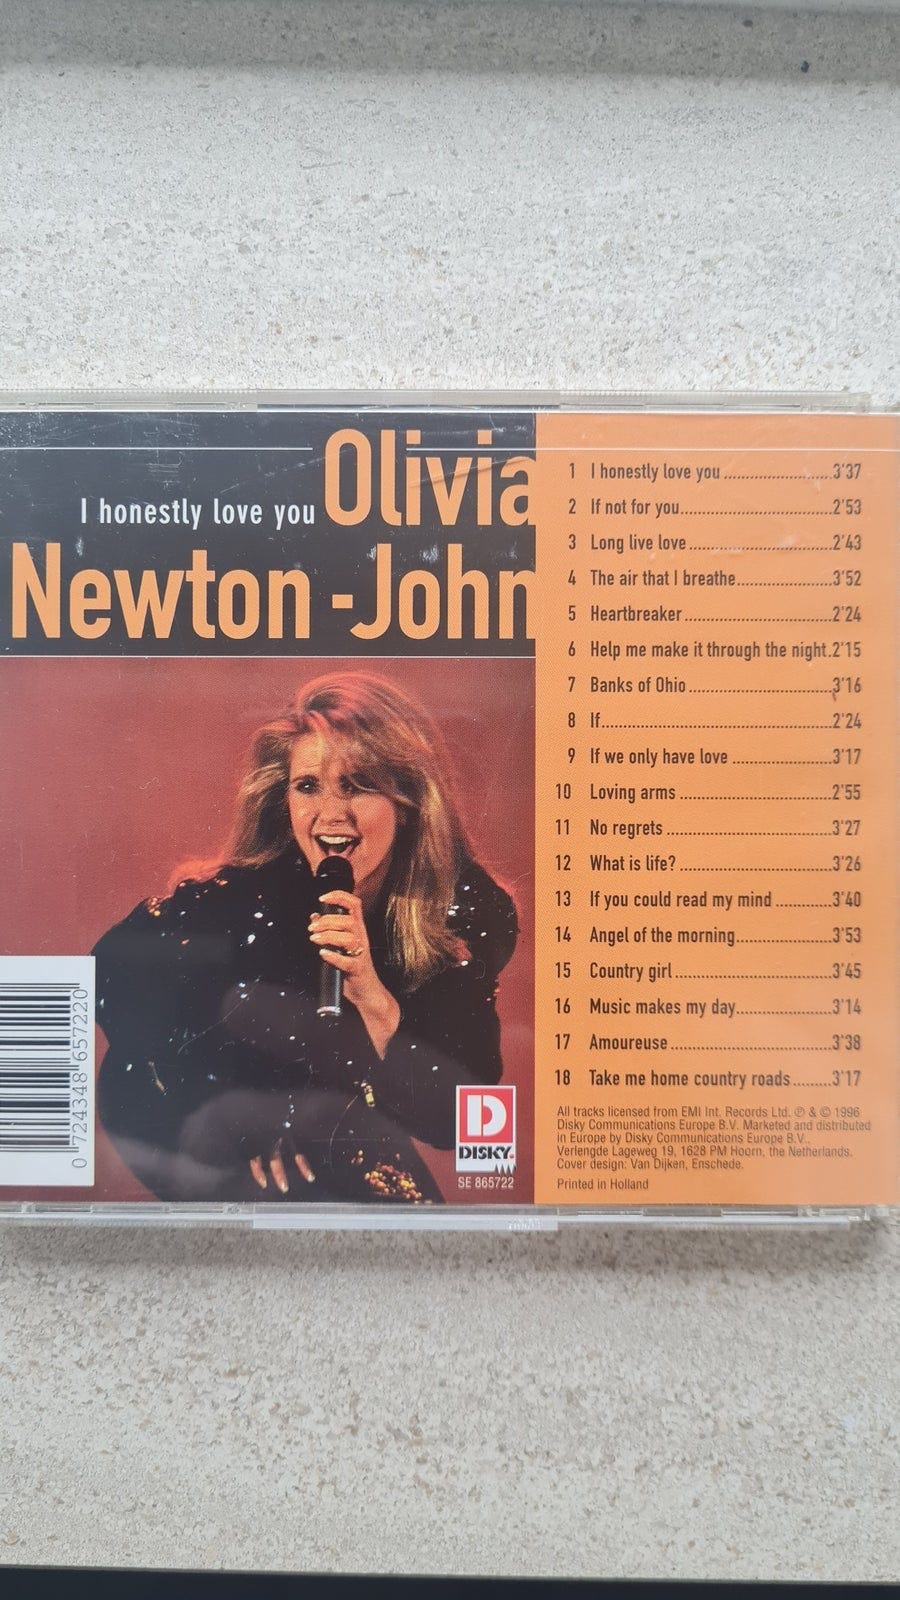 I honestly love you Olivia
Newton-John
1 I honestly love you ........................3'37
2 If not for you..................................2'53
3 Long live love................................2'43
4 The air that I breathe.....................3'52
5 Heartbreaker .................................2'24
6 Help me make it through the night.2'15
7 Banks of Ohio ................................3'16
8 If....................................................2'24
9 If we only have love ......................3'17
10 Loving arms ..................................2'55
11 No regrets .....................................3'27
12 What is life? ..................................3'26
13 If you could read my mind ............3'40
14 Angel of the morning.....................3'53
15 Country girl ...................................3'45
16 Music makes my day.....................3'14
17 Amoureuse ....................................3'38
18 Take me home country roads.........3'17
All tracks licensed from EMI Int. Records Ltd. ℗ & © 1996
Disky Communications Europe B.V. Marketed and distributed
in Europe by Disky Communications Europe B.V..
Verlengde Lageweg 19, 1628 PM Hoorn, the Netherlands.
Cover design: Van Dijken, Enschede.
Printed in Holland
D
DISKY.
SE 865722
0 724348 657220